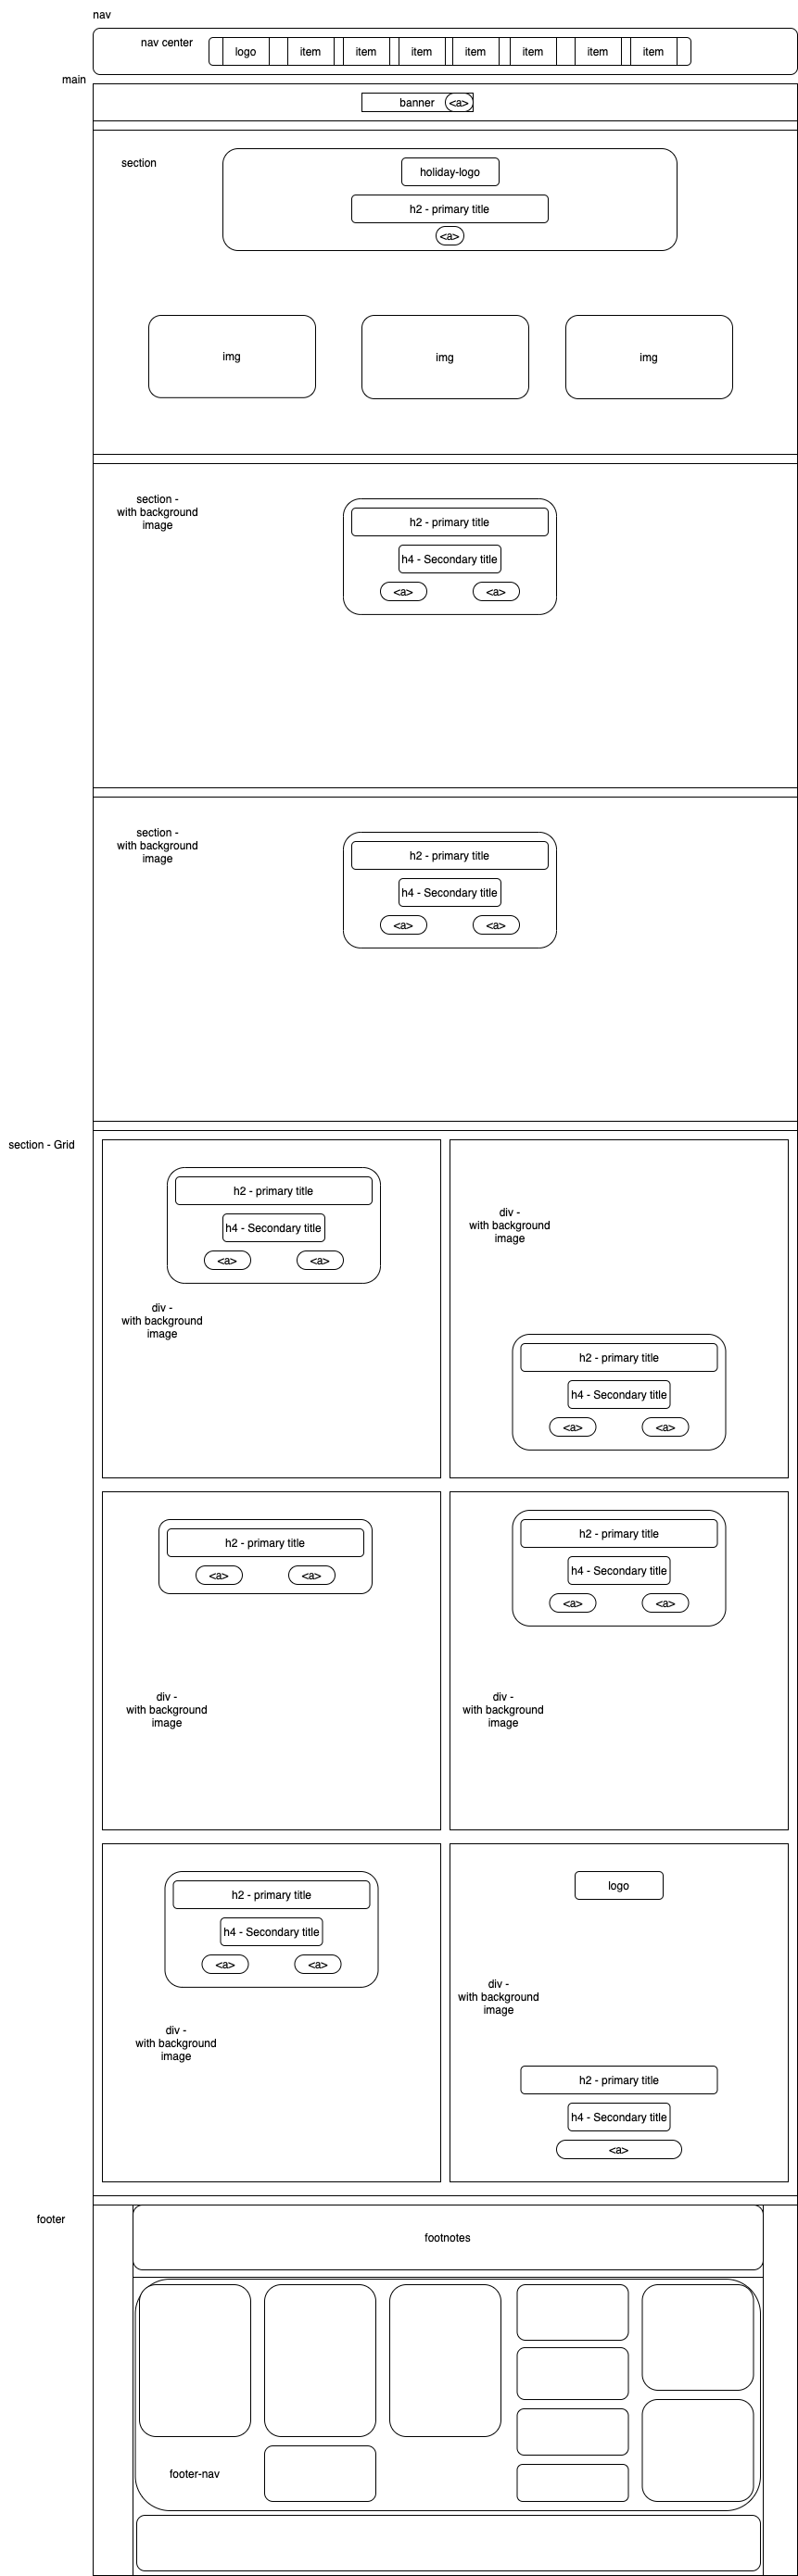 nav
nav center
logo
item
item
item
item
item
item
item
main
banner
<a>
section
holiday-logo
h2 - primary title
<a>
img
img
img
section -
with background
image
h2 - primary title
h4 - Secondary title
<a>
<a>
section -
with background
image
h2 - primary title
h4 - Secondary title
<a>
<a>
section - Grid
h2 - primary title
h4 - Secondary title
<a>
<a>
div -
with background
image
div -
with background
image
h2 - primary title
h4 - Secondary title
<a>
<a>
h2 - primary title
<a>
<a>
div -
with background
image
h2 - primary title
h4 - Secondary title
<a>
<a>
div -
with background
image
h2 - primary title
h4 - Secondary title
<a>
<a>
div -
with background
image
logo
div -
with background
image
h2 - primary title
h4 - Secondary title
<a>
footer
footnotes
footer-nav